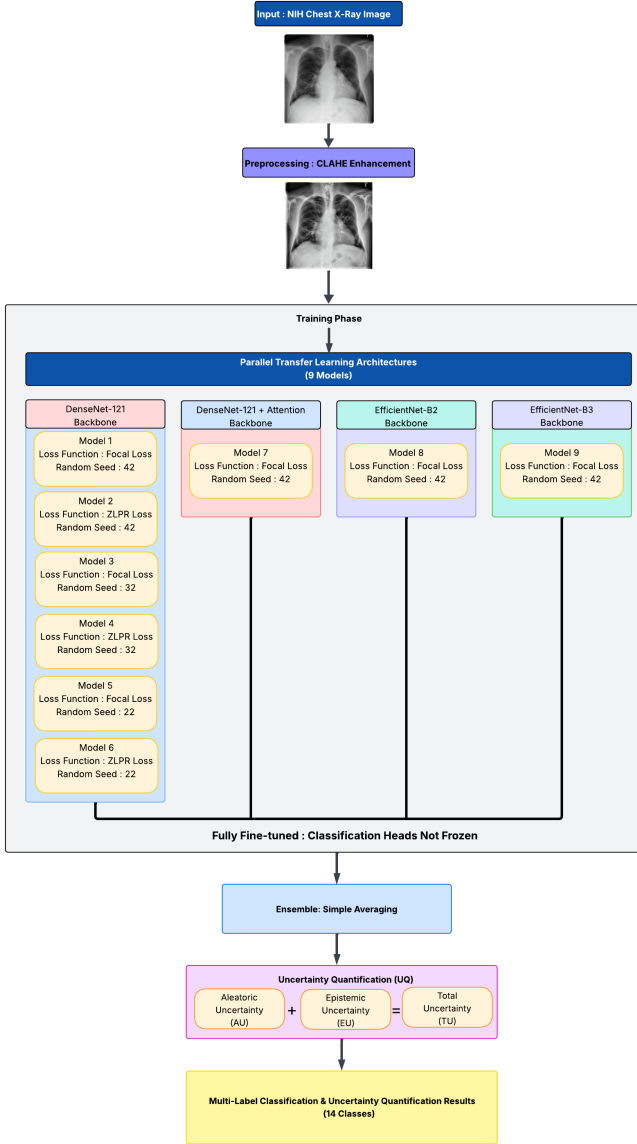 Input : NIH Chest X-Ray Image
Preprocessing : CLAHE Enhancement
Training Phase
Parallel Transfer Learning Architectures
(9 Models)
DenseNet-121
Backbone
Model 1
Loss Function : Focal Loss
Random Seed : 42
Model 2
Loss Function : ZLPR Loss
Random Seed : 42
Model 3
Loss Function : Focal Loss
Random Seed : 32
Model 4
Loss Function : ZLPR Loss
Random Seed : 32
Model 5
Loss Function : Focal Loss
Random Seed : 22
Model 6
Loss Function : ZLPR Loss
Random Seed : 22
DenseNet-121 + Attention
Backbone
Model 7
Loss Function : Focal Loss
Random Seed : 42
EfficientNet-B2
Backbone
Model 8
Loss Function : Focal Loss
Random Seed : 42
EfficientNet-B3
Backbone
Model 9
Loss Function : Focal Loss
Random Seed : 42
Fully Fine-tuned : Classification Heads Not Frozen
Ensemble: Simple Averaging
Uncertainty Quantification (UQ)
Aleatoric
Uncertainty
(AU)
+
Epistemic
Uncertainty
(EU)
=
Total
Uncertainty
(TU)
Multi-Label Classification & Uncertainty Quantification Results
(14 Classes)